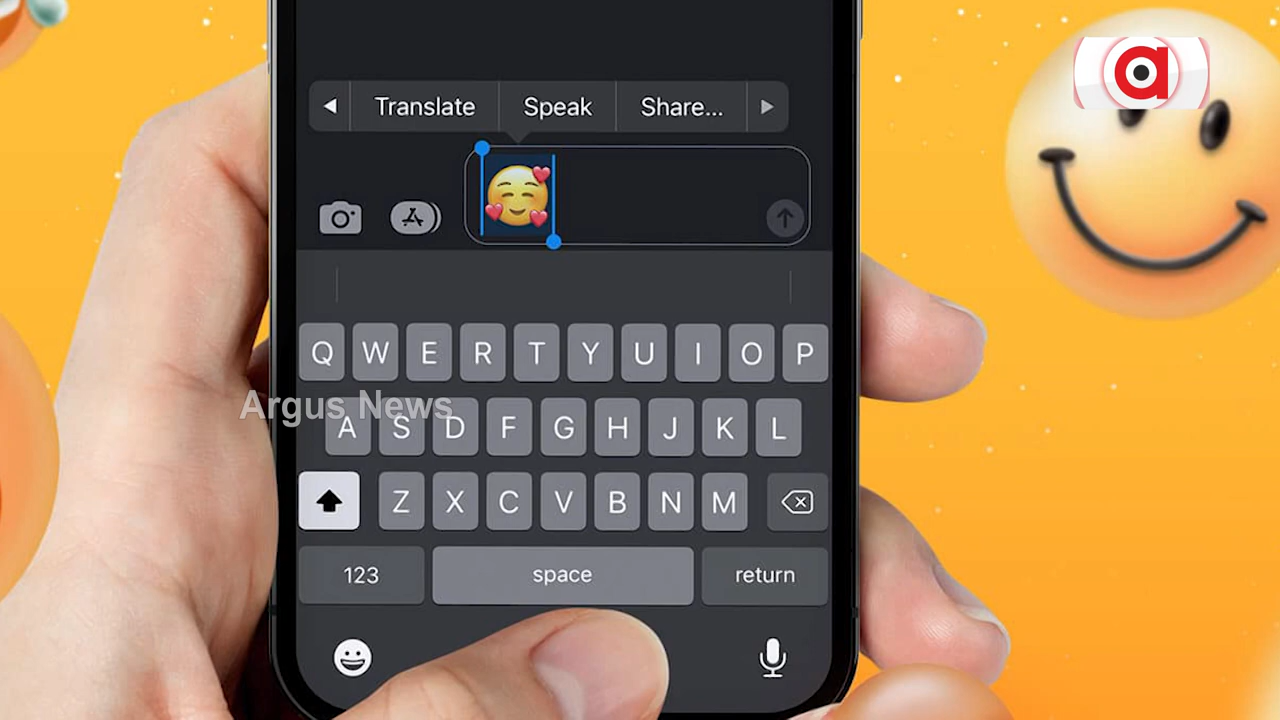 Translate Speak Share...
Q W E R T Y U I O P
Argus News
A S D F G H J K L
Z X C V B N M
123 space return
a